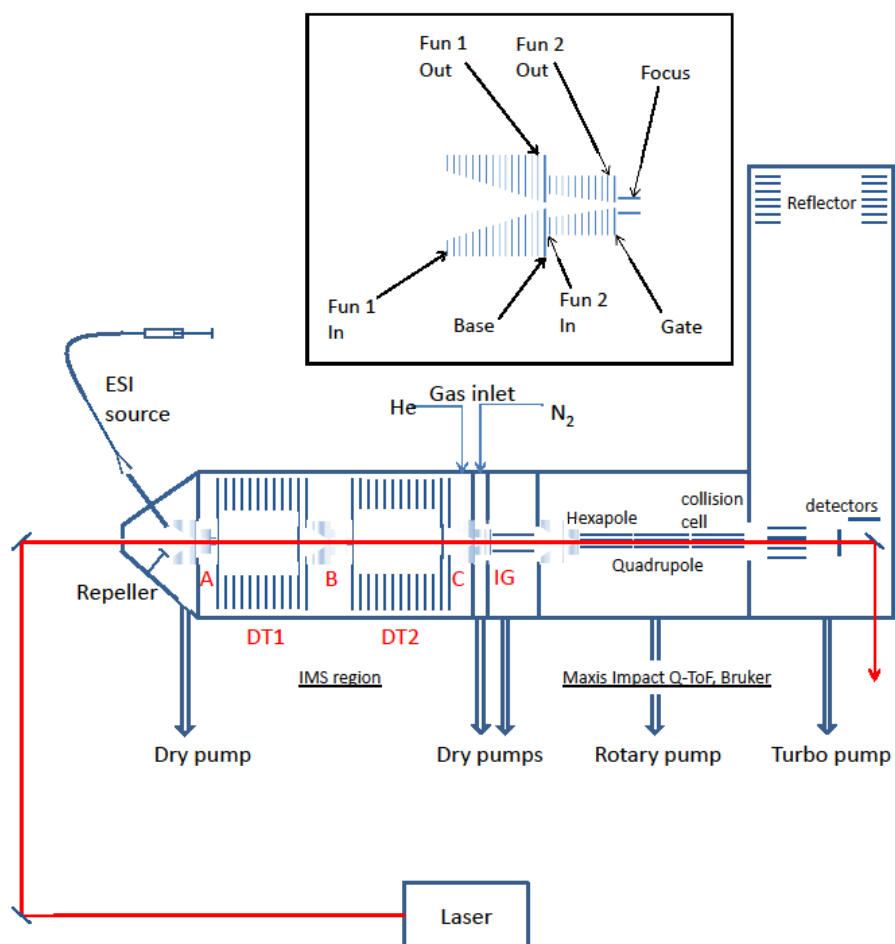 Fun 1
Out
Fun 2
Out
Focus
Fun 1
In
Base
Fun 2
In
Gate
Reflector
ESI
source
Gas inlet
He
N2
Hexapole
collision
cell
detectors
Quadrupole
Repeller
A
B
C
IG
DT1
DT2
IMS region
Maxis Impact Q-ToF, Bruker
Dry pump
Dry pumps
Rotary pump
Turbo pump
Laser